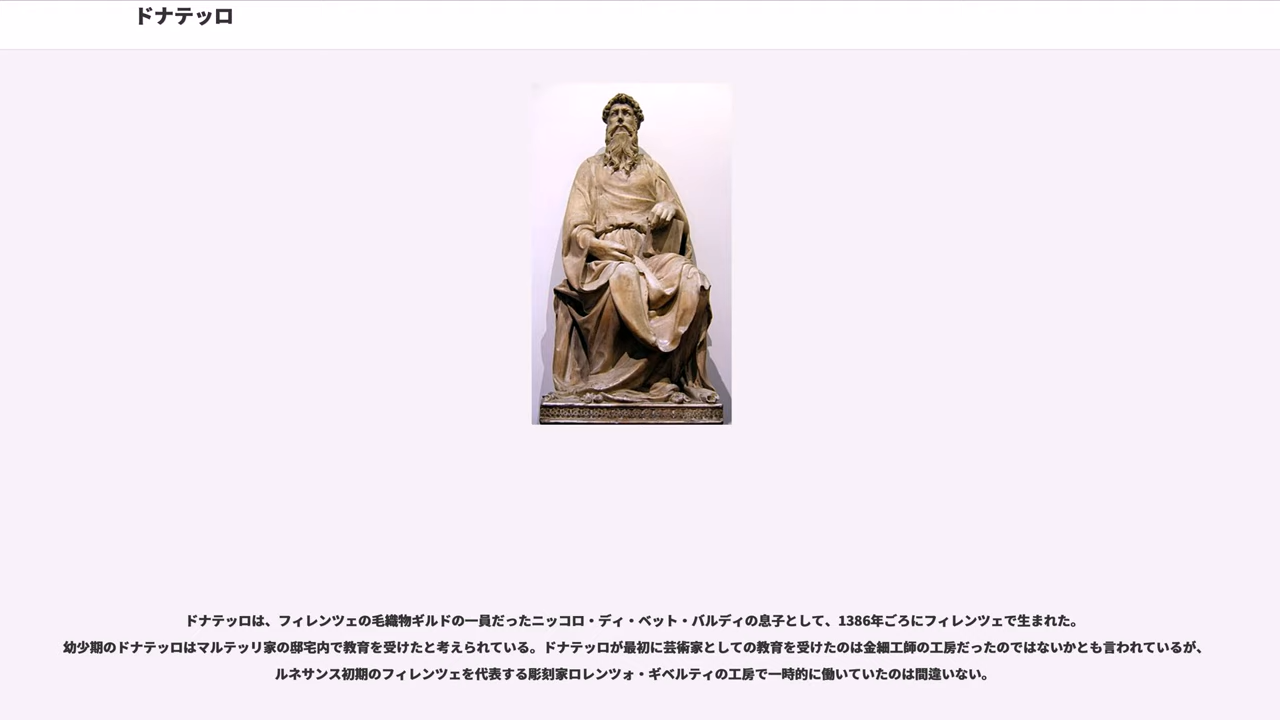 ドナテッロ
ドナテッロは、フィレンツェの毛織物ギルドの一員だったニッコロ・ディ・ベット・バルディの息子として、1386年ごろにフィレンツェで生まれた。
幼少期のドナテッロはマルテッリ家の邸宅内で教育を受けたと考えられている。ドナテッロが最初に芸術家としての教育を受けたのは金細工師の工房だったのではないかとも言われているが、
ルネサンス初期のフィレンツェを代表する彫刻家ロレンツォ・ギベルティの工房で一時的に働いていたのは間違いない。